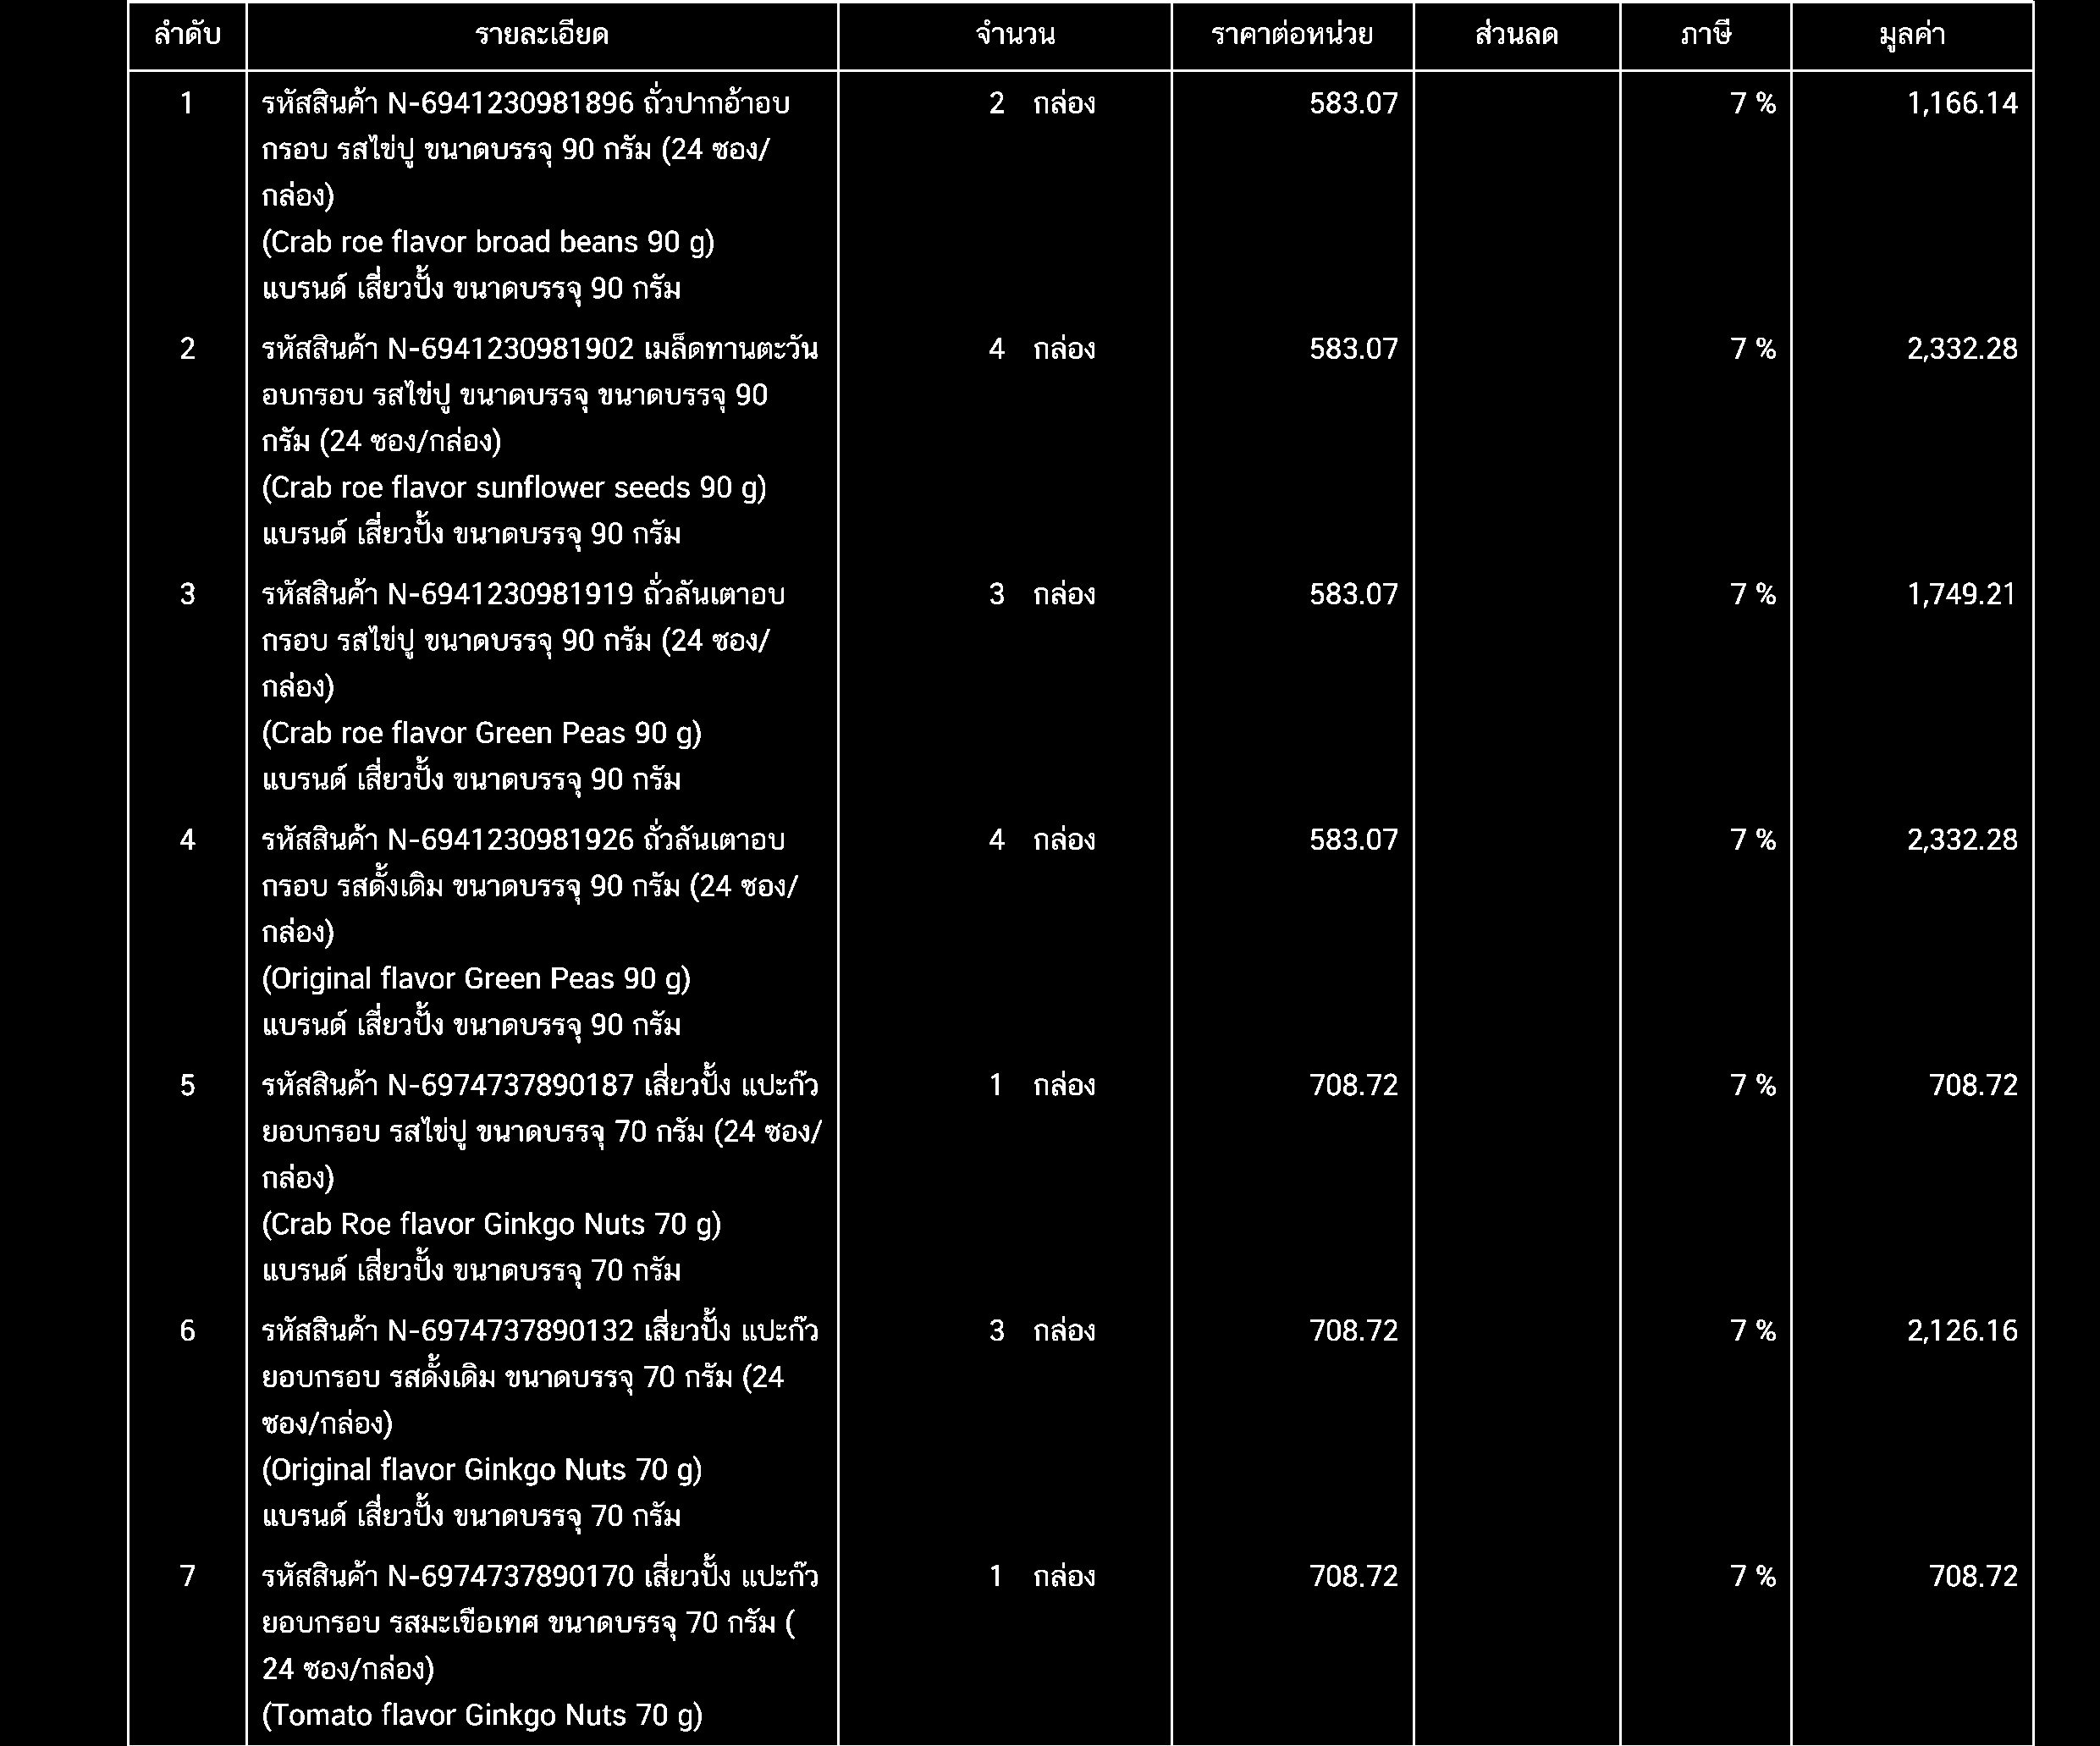 ลำดับ รายละเอียด จำนวน ราคาต่อหน่วย ส่วนลด ภาษี มูลค่า
1 รหัสสินค้า N-6941230981896 ถั่วปากอ้าอบ 2 กล่อง 583.07 7 % 1,166.14
กรอบ รสไข่ปู ขนาดบรรจุ 90 กรัม (24 ซอง/
กล่อง)
(Crab roe flavor broad beans 90 g)
แบรนด์ เสี่ยวปั้ง ขนาดบรรจุ 90 กรัม
2 รหัสสินค้า N-6941230981902 เมล็ดทานตะวัน 4 กล่อง 583.07 7 % 2,332.28
อบกรอบ รสไข่ปู ขนาดบรรจุ ขนาดบรรจุ 90
กรัม (24 ซอง/กล่อง)
(Crab roe flavor sunflower seeds 90 g)
แบรนด์ เสี่ยวปั้ง ขนาดบรรจุ 90 กรัม
3 รหัสสินค้า N-6941230981919 ถั่วลันเตาอบ 3 กล่อง 583.07 7 % 1,749.21
กรอบ รสไข่ปู ขนาดบรรจุ 90 กรัม (24 ซอง/
กล่อง)
(Crab roe flavor Green Peas 90 g)
แบรนด์ เสี่ยวปั้ง ขนาดบรรจุ 90 กรัม
4 รหัสสินค้า N-6941230981926 ถั่วลันเตาอบ 4 กล่อง 583.07 7 % 2,332.28
กรอบ รสดั้งเดิม ขนาดบรรจุ 90 กรัม (24 ซอง/
กล่อง)
(Original flavor Green Peas 90 g)
แบรนด์ เสี่ยวปั้ง ขนาดบรรจุ 90 กรัม
5 รหัสสินค้า N-6974737890187 เสี่ยวปั้ง แปะก๊ว 1 กล่อง 708.72 7 % 708.72
ยอบกรอบ รสไข่ปู ขนาดบรรจุ 70 กรัม (24 ซอง/
กล่อง)
(Crab Roe flavor Ginkgo Nuts 70 g)
แบรนด์ เสี่ยวปั้ง ขนาดบรรจุ 70 กรัม
6 รหัสสินค้า N-6974737890132 เสี่ยวปั้ง แปะก๊ว 3 กล่อง 708.72 7 % 2,126.16
ยอบกรอบ รสดั้งเดิม ขนาดบรรจุ 70 กรัม (24
ซอง/กล่อง)
(Original flavor Ginkgo Nuts 70 g)
แบรนด์ เสี่ยวปั้ง ขนาดบรรจุ 70 กรัม
7 รหัสสินค้า N-6974737890170 เสี่ยวปั้ง แปะก๊ว 1 กล่อง 708.72 7 % 708.72
ยอบกรอบ รสมะเขือเทศ ขนาดบรรจุ 70 กรัม (
24 ซอง/กล่อง)
(Tomato flavor Ginkgo Nuts 70 g)